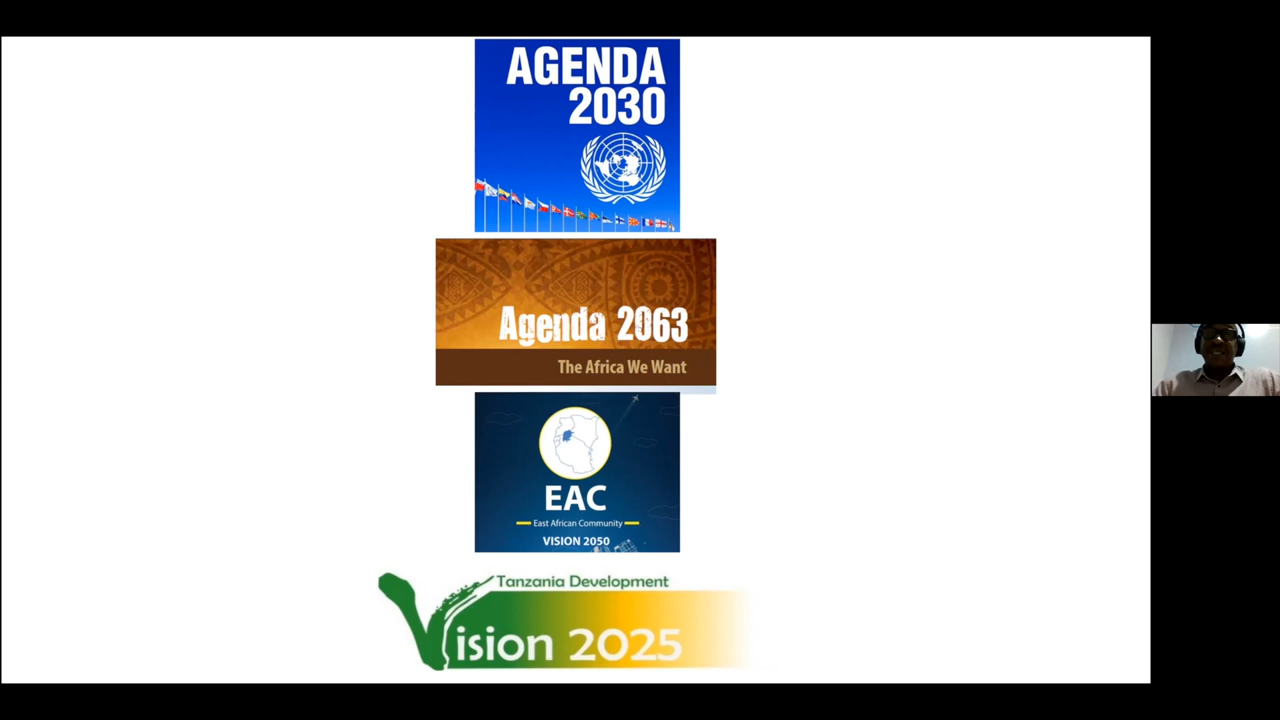 AGENDA
2030
Agenda 2063
The Africa We Want
EAC
East African Community
VISION 2050
Tanzania Development
Vision 2025